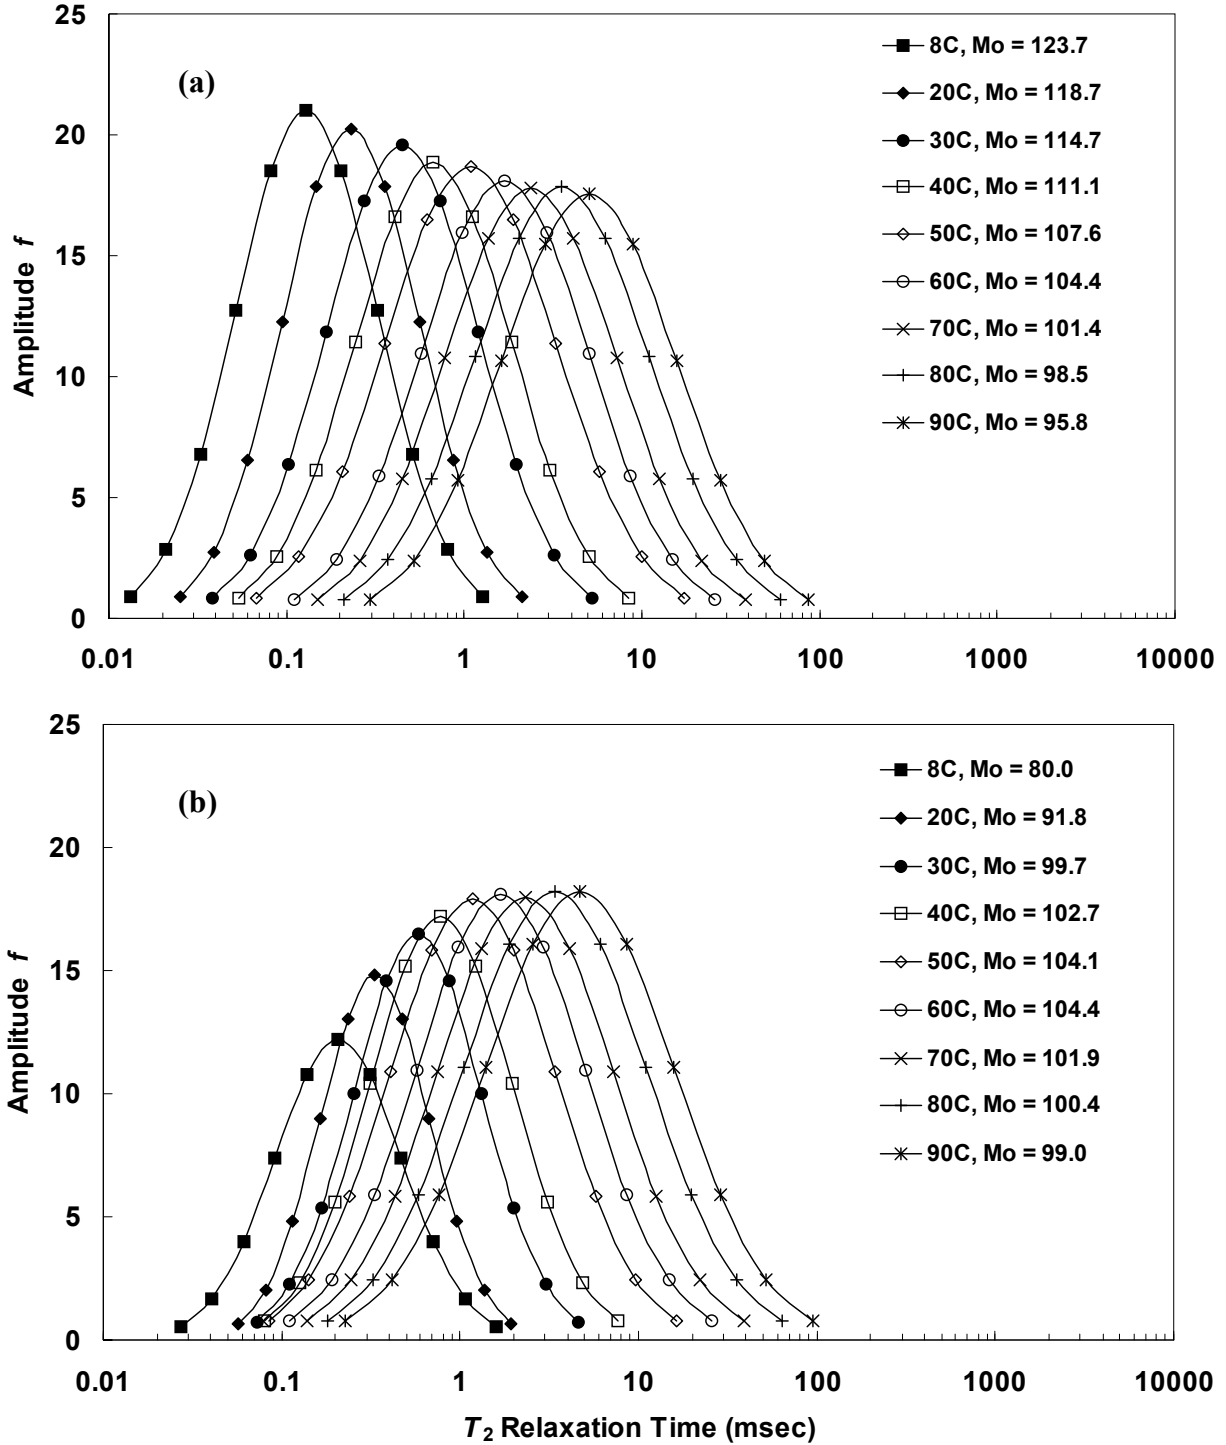 25
20
15
10
5
0
Amplitude f
(a)
8C, Mo = 123.7
20C, Mo = 118.7
30C, Mo = 114.7
40C, Mo = 111.1
50C, Mo = 107.6
60C, Mo = 104.4
70C, Mo = 101.4
80C, Mo = 98.5
90C, Mo = 95.8
0.01 0.1 1 10 100 1000 10000
25
20
15
10
5
0
Amplitude f
(b)
8C, Mo = 80.0
20C, Mo = 91.8
30C, Mo = 99.7
40C, Mo = 102.7
50C, Mo = 104.1
60C, Mo = 104.4
70C, Mo = 101.9
80C, Mo = 100.4
90C, Mo = 99.0
0.01 0.1 1 10 100 1000 10000
T2 Relaxation Time (msec)